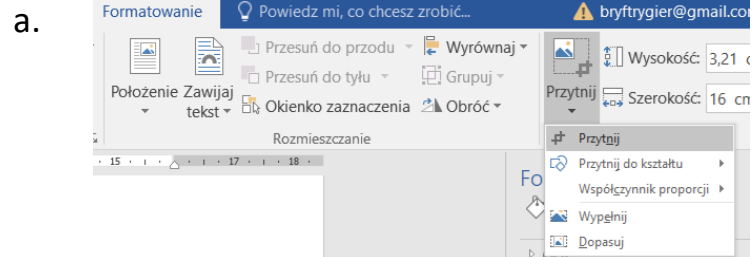 a.
Formatowanie Powiedz mi, co chcesz zrobić... bryftrygier@gmail.co
Przesuń do przodu Wyrównaj Wysokość: 3,21
Przesuń do tyłu Grupuj
Położenie Zawijaj tekst Okienko zaznaczenia Obróć Przytnij Szerokość: 16 cm
Rozmieszczanie
Przytnij
15 17 18
Przytnij do kształtu
Fo
Współczynnik proporcji
Wypełnij
Dopasuj